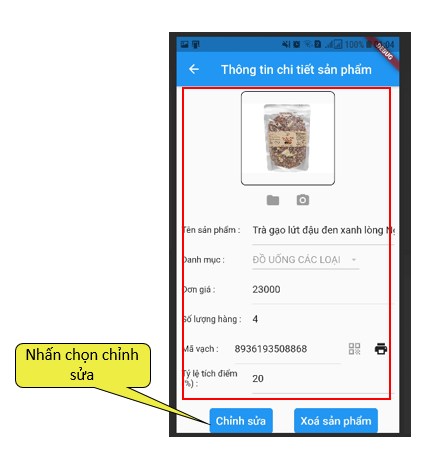 100%
:04
DEBUG
Thông tin chi tiết sản phẩm
Tên sản phẩm : Trà gạo lứt đậu đen xanh lòng
Danh mục : ĐỒ UỐNG CÁC LOẠI
Đơn giá : 23000
Số lượng hàng : 4
Mã vạch : 8936193508868
Tỷ lệ tích điểm
(%) : 20
Nhấn chọn chỉnh
sửa
Chỉnh sửa Xoá sản phẩm